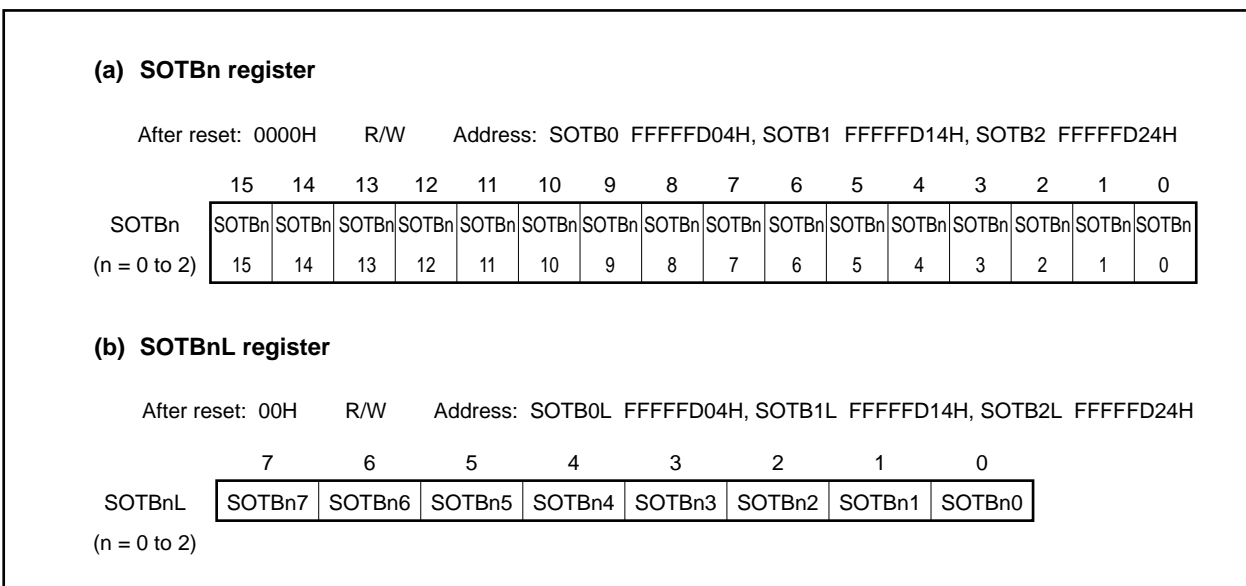 (a) SOTBn register
After reset: 0000H R/W Address: SOTB0 FFFFFD04H, SOTB1 FFFFFD14H, SOTB2 FFFFFD24H
15 14 13 12 11 10 9 8 7 6 5 4 3 2 1 0
SOTBn SOTBn SOTBn SOTBn SOTBn SOTBn SOTBn SOTBn SOTBn SOTBn SOTBn SOTBn SOTBn SOTBn SOTBn SOTBn SOTBn
(n = 0 to 2) 15 14 13 12 11 10 9 8 7 6 5 4 3 2 1 0
(b) SOTBnL register
After reset: 00H R/W Address: SOTB0L FFFFFD04H, SOTB1L FFFFFD14H, SOTB2L FFFFFD24H
7 6 5 4 3 2 1 0
SOTBnL SOTBn7 SOTBn6 SOTBn5 SOTBn4 SOTBn3 SOTBn2 SOTBn1 SOTBn0
(n = 0 to 2)